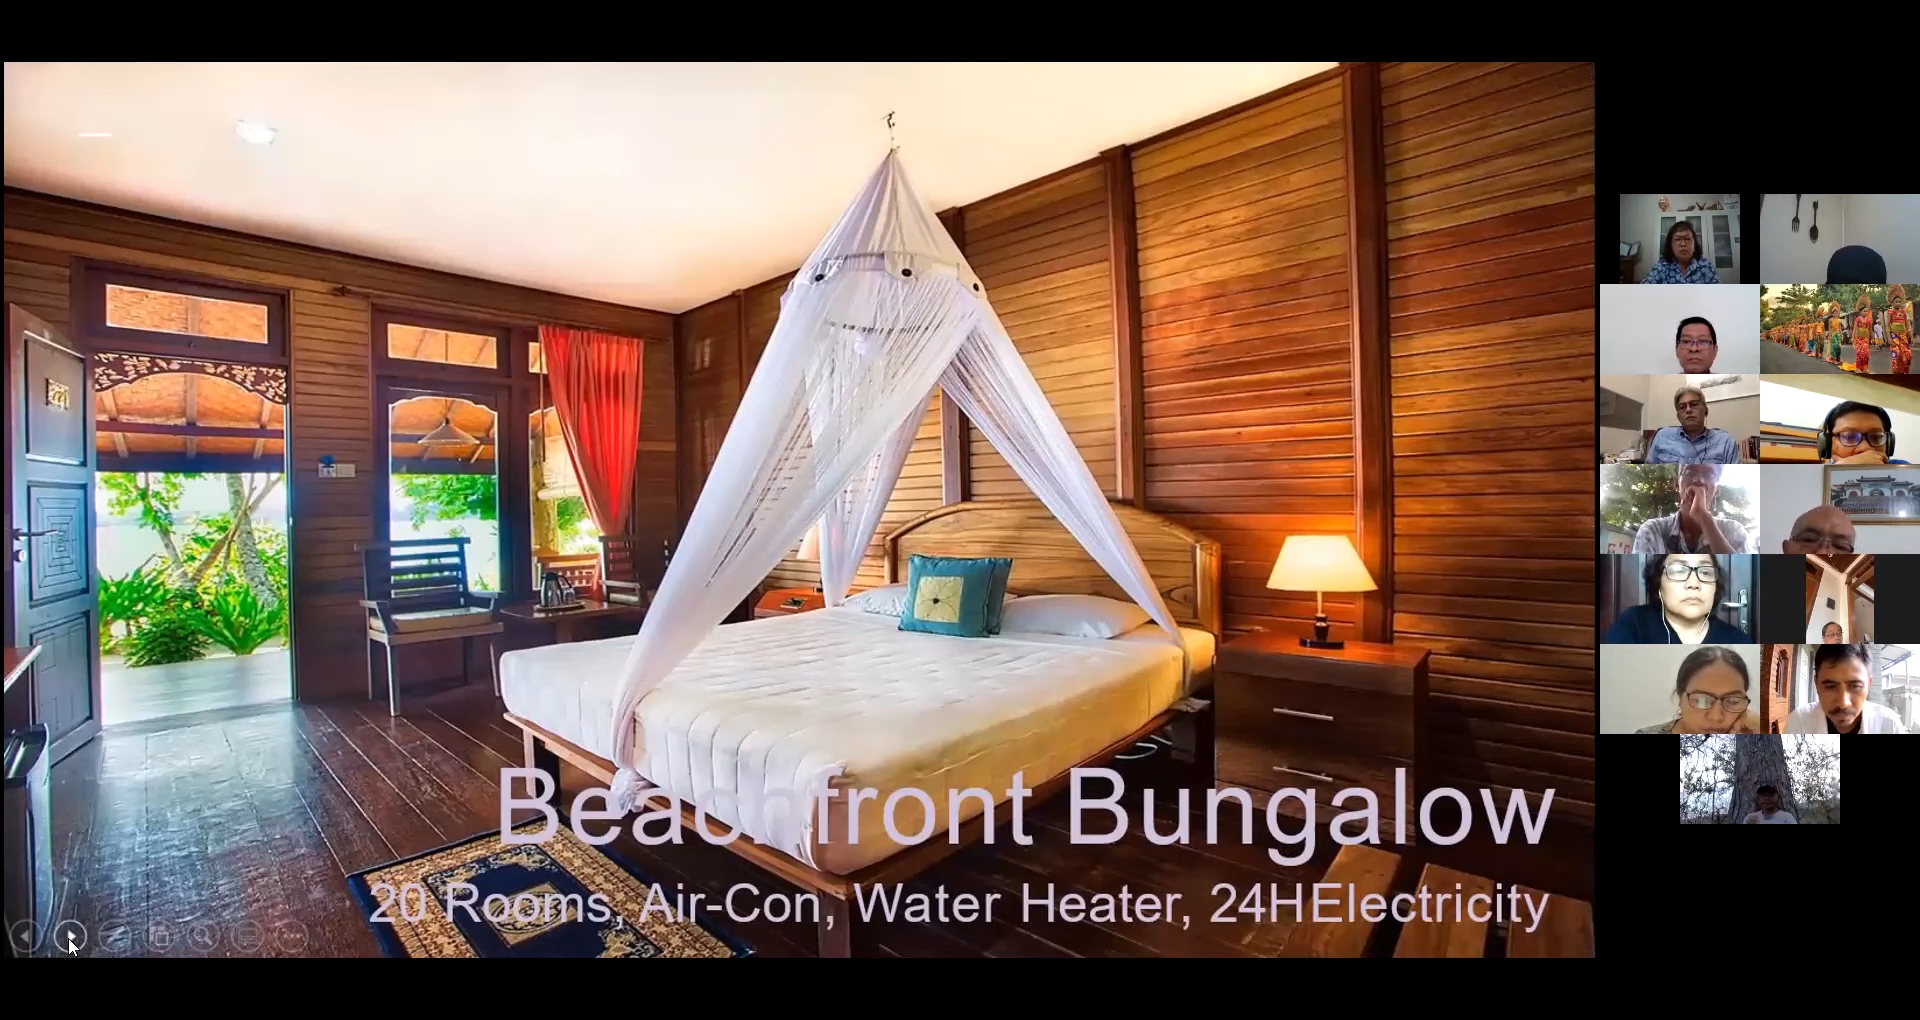 Beachfront Bungalow
20 Rooms, Air-Con, Water Heater, 24HElectricity